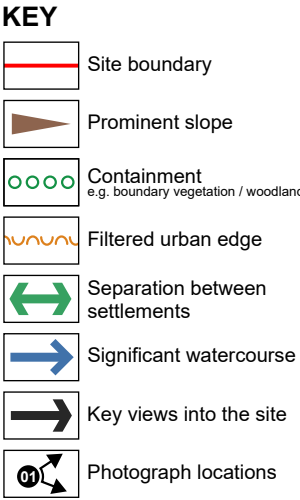 KEY
Site boundary
Prominent slope
Containment
e.g. boundary vegetation / woodland
Filtered urban edge
Separation between
settlements
Significant watercourse
Key views into the site
01
Photograph locations